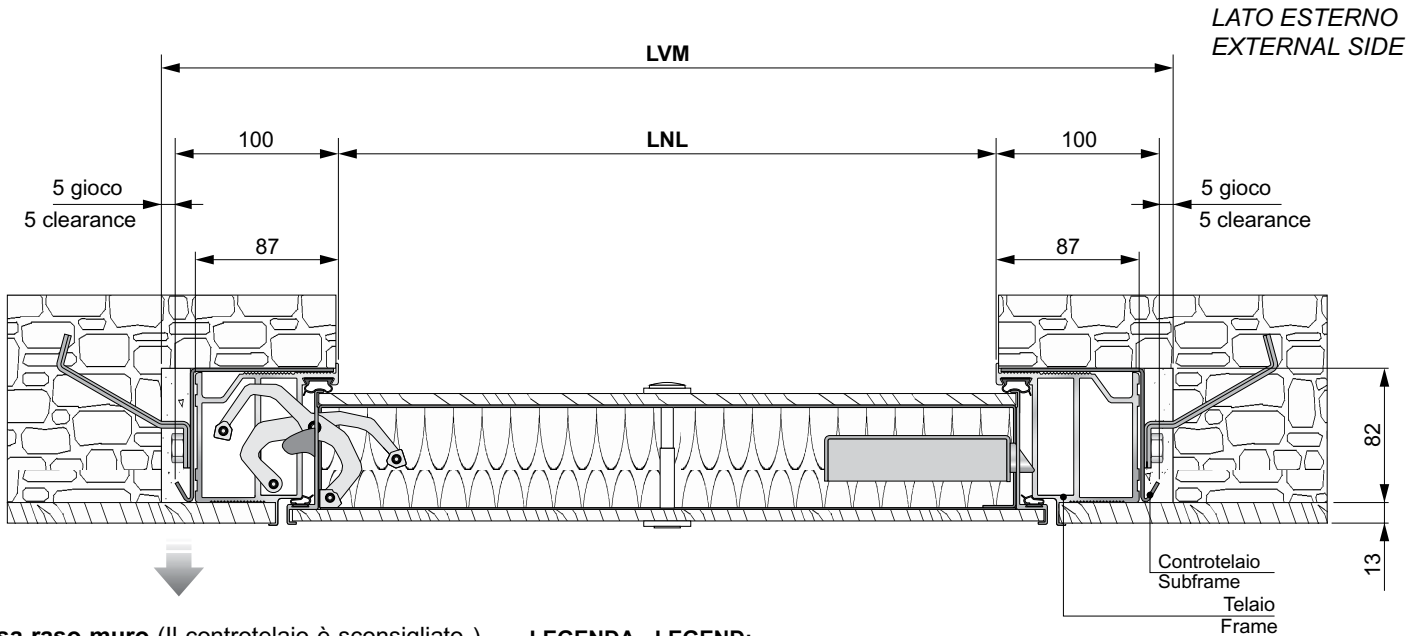 LATO ESTERNO
EXTERNAL SIDE
LVM
100
LNL
100
5 gioco
5 clearance
5 gioco
5 clearance
87
87
82
13
Controtelaio
Subframe
Telaio
Frame
raso muro (Il controtelaio è sconsigliato )
LEGENDA - LEGEND: